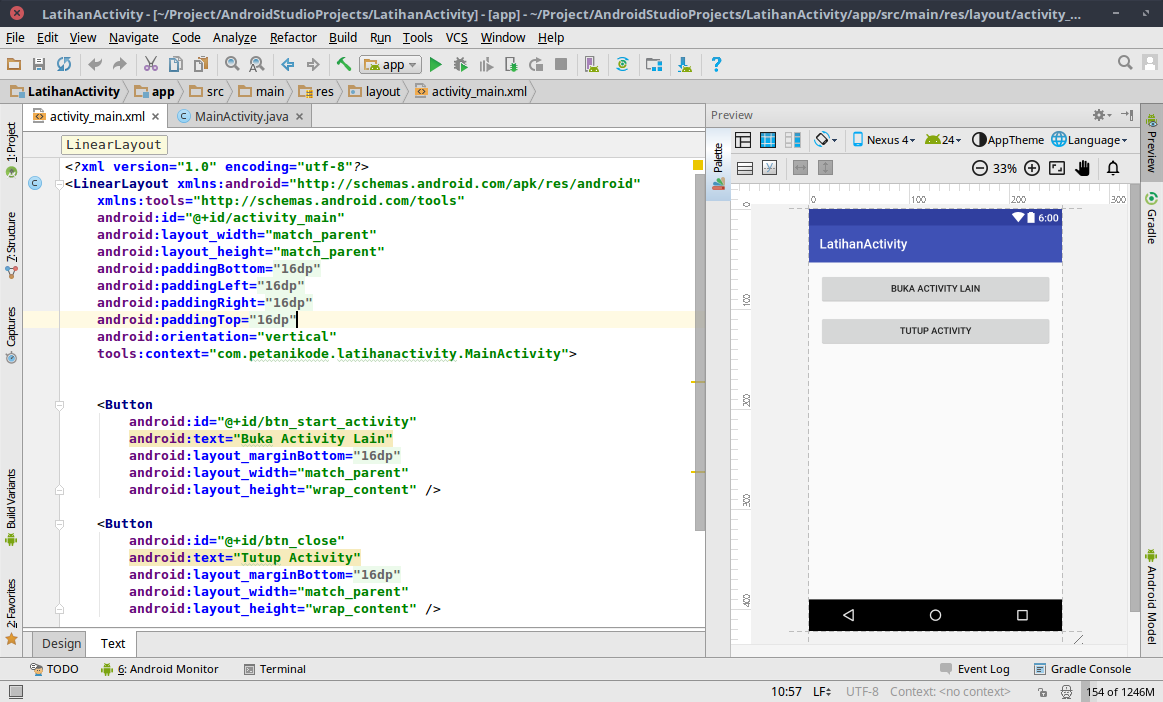 LatihanActivity - [~/Project/AndroidStudioProjects/LatihanActivity] - [app] - ~/Project/AndroidStudioProjects/LatihanActivity/app/src/main/res/layout/activity_...
File Edit View Navigate Code Analyze Refactor Build Run Tools VCS Window Help
app
LatihanActivity app src main res layout activity_main.xml
activity_main.xml MainActivity.java
LinearLayout
<?xml version="1.0" encoding="utf-8"?>
<LinearLayout xmlns:android="http://schemas.android.com/apk/res/android"
xmlns:tools="http://schemas.android.com/tools"
android:id="@+id/activity_main"
android:layout_width="match_parent"
android:layout_height="match_parent"
android:paddingBottom="16dp"
android:paddingLeft="16dp"
android:paddingRight="16dp"
android:paddingTop="16dp"
android:orientation="vertical"
tools:context="com.petanikode.latihanactivity.MainActivity">
<Button
android:id="@+id/btn_start_activity"
android:text="Buka Activity Lain"
android:layout_marginBottom="16dp"
android:layout_width="match_parent"
android:layout_height="wrap_content" />
<Button
android:id="@+id/btn_close"
android:text="Tutup Activity"
android:layout_marginBottom="16dp"
android:layout_width="match_parent"
android:layout_height="wrap_content" />
Design Text
1: Project
7: Structure
Captures
Build Variants
2: Favorites
Preview
Palette
Nexus 4 24 AppTheme Language
33%
0 100 200 300
0
100
200
300
400
6:00
LatihanActivity
BUKA ACTIVITY LAIN
TUTUP ACTIVITY
Preview
Gradle
Android Model
TODO 6: Android Monitor Terminal Event Log Gradle Console
10:57 LF UTF-8 Context: <no context> 154 of 1246M